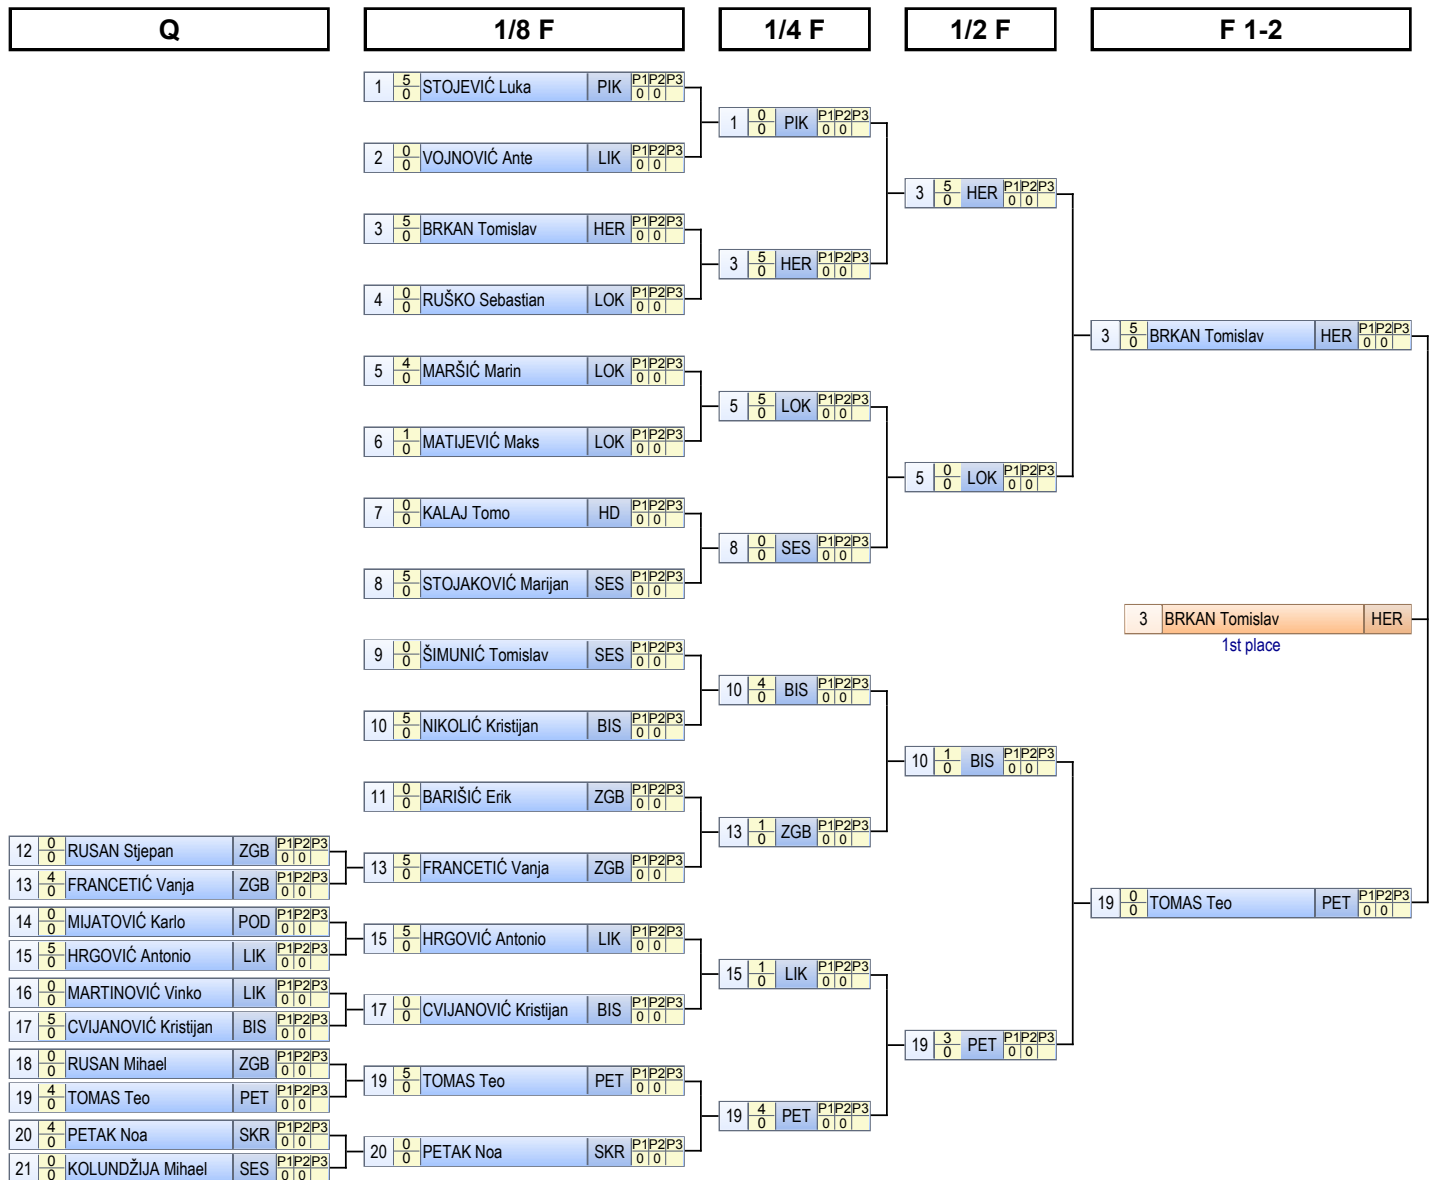 Q 1/8 F 1/4 F 1/2 F F 1-2
1 5 0 STOJEVIĆ Luka PIK P1 P2 P3 0 0
2 0 0 VOJNOVIĆ Ante LIK P1 P2 P3 0 0
3 5 0 BRKAN Tomislav HER P1 P2 P3 0 0
4 0 0 RUŠKO Sebastian LOK P1 P2 P3 0 0
5 4 0 MARŠIĆ Marin LOK P1 P2 P3 0 0
6 1 0 MATIJEVIĆ Maks LOK P1 P2 P3 0 0
7 0 0 KALAJ Tomo HD P1 P2 P3 0 0
8 5 0 STOJAKOVIĆ Marijan SES P1 P2 P3 0 0
9 0 0 ŠIMUNIĆ Tomislav SES P1 P2 P3 0 0
10 5 0 NIKOLIĆ Kristijan BIS P1 P2 P3 0 0
11 0 0 BARIŠIĆ Erik ZGB P1 P2 P3 0 0
12 0 0 RUSAN Stjepan ZGB P1 P2 P3 0 0
13 4 0 FRANCETIĆ Vanja ZGB P1 P2 P3 0 0
14 0 0 MIJATOVIĆ Karlo POD P1 P2 P3 0 0
15 5 0 HRGOVIĆ Antonio LIK P1 P2 P3 0 0
16 0 0 MARTINOVIĆ Vinko LIK P1 P2 P3 0 0
17 5 0 CVIJANOVIĆ Kristijan BIS P1 P2 P3 0 0
18 0 0 RUSAN Mihael ZGB P1 P2 P3 0 0
19 4 0 TOMAS Teo PET P1 P2 P3 0 0
20 4 0 PETAK Noa SKR P1 P2 P3 0 0
21 0 0 KOLUNDŽIJA Mihael SES P1 P2 P3 0 0
13 5 0 FRANCETIĆ Vanja ZGB P1 P2 P3 0 0
15 5 0 HRGOVIĆ Antonio LIK P1 P2 P3 0 0
17 0 0 CVIJANOVIĆ Kristijan BIS P1 P2 P3 0 0
19 5 0 TOMAS Teo PET P1 P2 P3 0 0
20 0 0 PETAK Noa SKR P1 P2 P3 0 0
1 0 0 PIK P1 P2 P3 0 0
3 5 0 HER P1 P2 P3 0 0
5 5 0 LOK P1 P2 P3 0 0
8 0 0 SES P1 P2 P3 0 0
10 4 0 BIS P1 P2 P3 0 0
13 1 0 ZGB P1 P2 P3 0 0
15 1 0 LIK P1 P2 P3 0 0
19 4 0 PET P1 P2 P3 0 0
3 5 0 HER P1 P2 P3 0 0
5 0 0 LOK P1 P2 P3 0 0
10 1 0 BIS P1 P2 P3 0 0
19 3 0 PET P1 P2 P3 0 0
3 5 0 BRKAN Tomislav HER P1 P2 P3 0 0
3 BRKAN Tomislav HER
1st place
19 0 0 TOMAS Teo PET P1 P2 P3 0 0